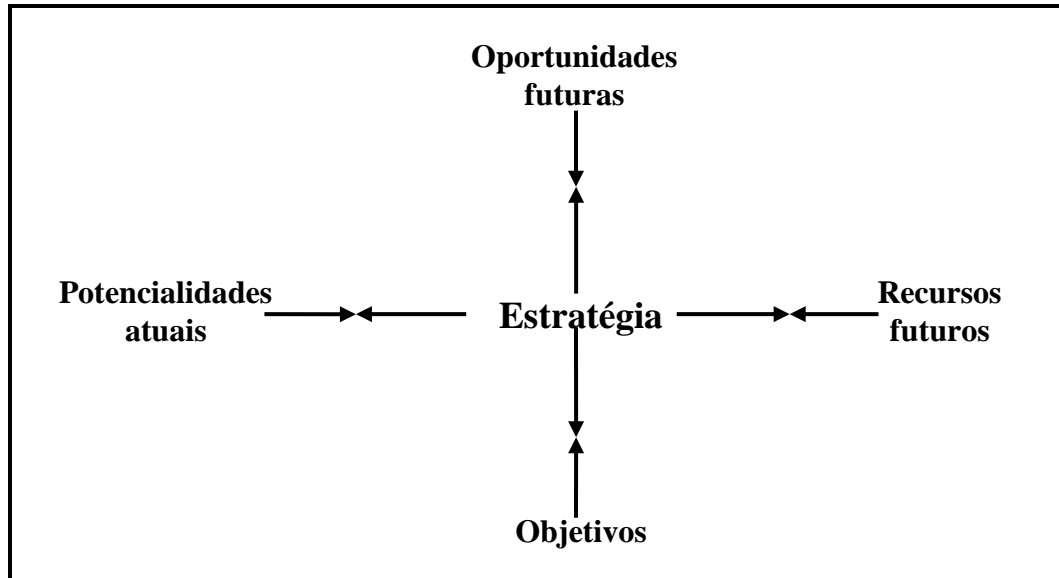 Oportunidades
futuras
Potencialidades
atuais
Estratégia
Recursos
futuros
Objetivos